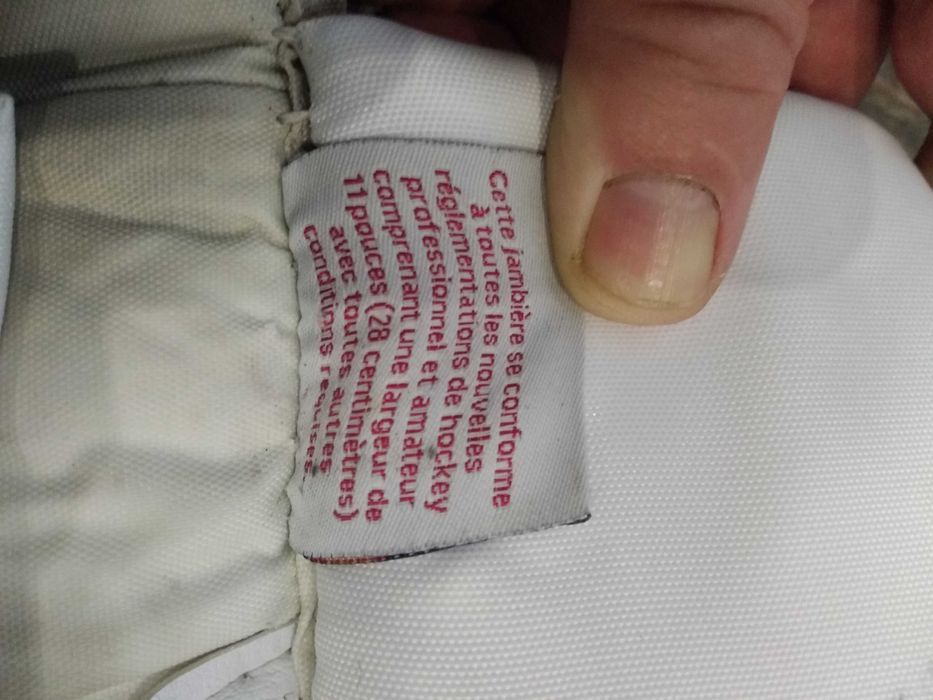 Cette jambière se conforme
à toutes les nouvelles
réglementations de hockey
professionnel et amateur
comprenant une largeur de
11 pouces (28 centimètres)
avec toutes autres
conditions requises.